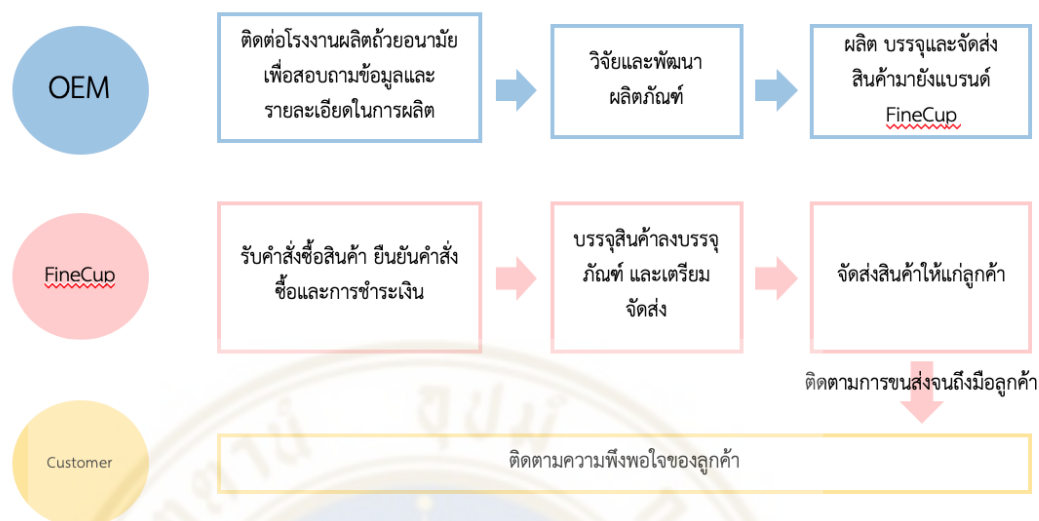 OEM
ติดต่อโรงงานผลิตถ้วยอนามัย
เพื่อสอบถามข้อมูลและ
รายละเอียดในการผลิต
วิจัยและพัฒนา
ผลิตภัณฑ์
ผลิต บรรจุและจัดส่ง
สินค้ามายังแบรนด์
FineCup
FineCup
รับคำสั่งซื้อสินค้า ยืนยันคำสั่ง
ซื้อและการชำระเงิน
บรรจุสินค้าลงบรรจุ
ภัณฑ์ และเตรียม
จัดส่ง
จัดส่งสินค้าให้แก่ลูกค้า
ติดตามการขนส่งจนถึงมือลูกค้า
Customer
ติดตามความพึงพอใจของลูกค้า